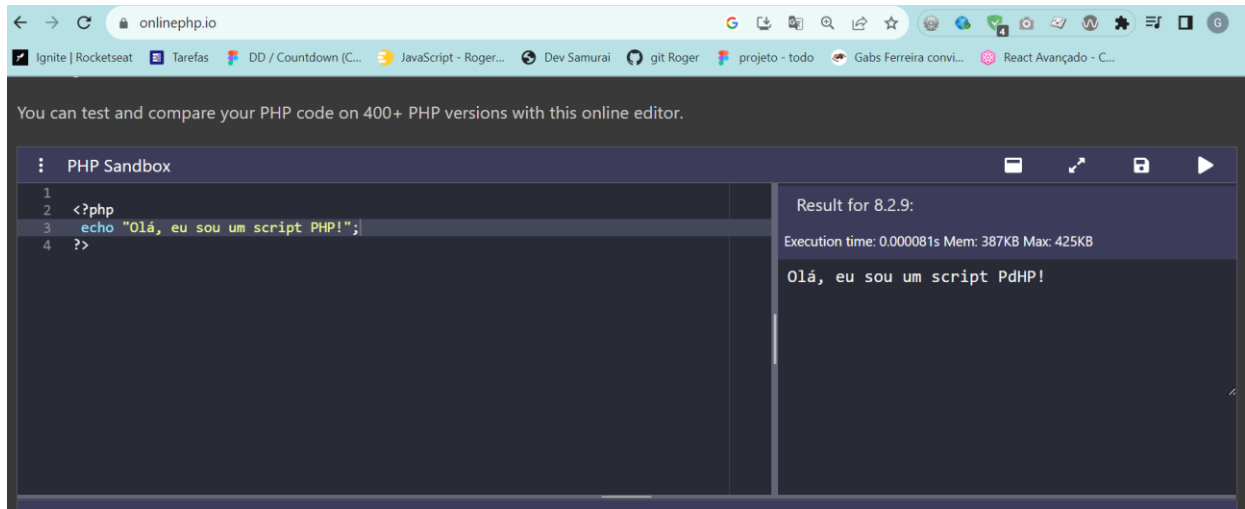 onlinephp.io
4
G
Ignite | Rocketseat Tarefas DD / Countdown (C... JavaScript - Roger... Dev Samurai git Roger projeto - todo Gabs Ferreira convi... React Avançado - C...
You can test and compare your PHP code on 400+ PHP versions with this online editor.
PHP Sandbox
1
2 <?php
3 echo "Olá, eu sou um script PHP!";
4 ?>
Result for 8.2.9:
Execution time: 0.000081s Mem: 387KB Max: 425KB
Olá, eu sou um script PdHP!